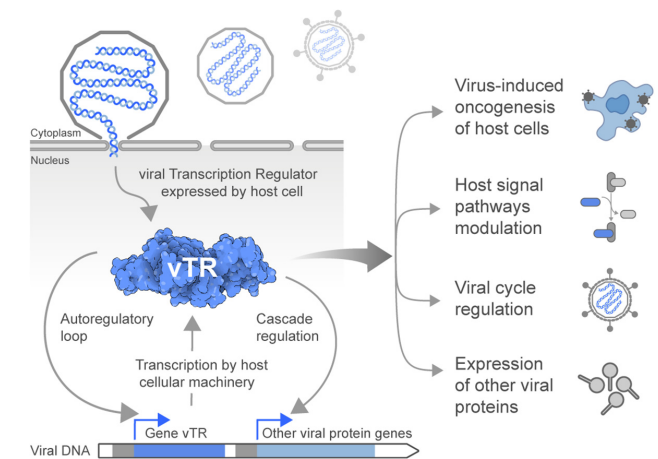 Cytoplasm
Nucleus
viral Transcription Regulator
expressed by host cell
vTR
Autoregulatory
loop
Cascade
regulation
Transcription by host
cellular machinery
Gene vTR
Other viral protein genes
Viral DNA
Virus-induced
oncogenesis
of host cells
Host signal
pathways
modulation
Viral cycle
regulation
Expression
of other viral
proteins